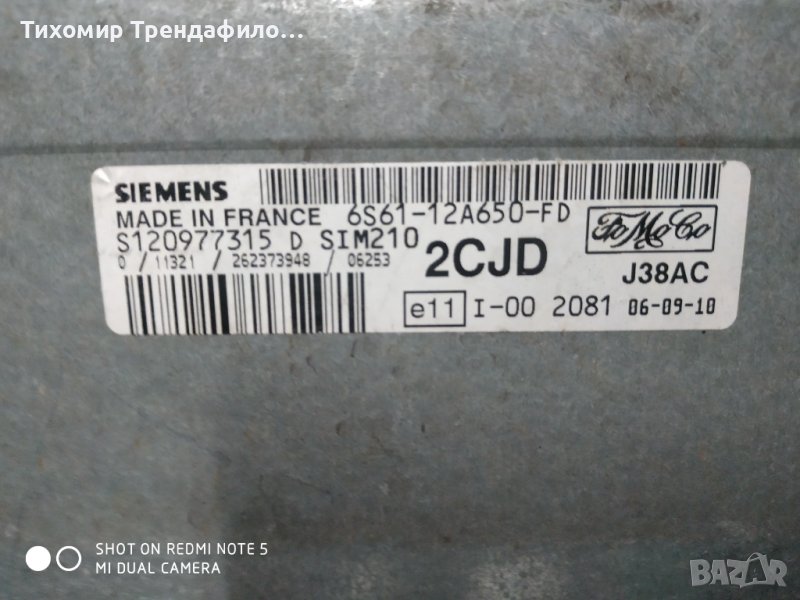 Тихомир Трендафило...
SIEMENS
MADE IN FRANCE 6S61-12A650-FD
S120977315 D SIM210
0 / 11321 / 262373948 / 06253
2CJD
FoMoCo
J38AC
e11 I-00 2081 06-09-10
SHOT ON REDMI NOTE 5
MI DUAL CAMERA
BAZAR